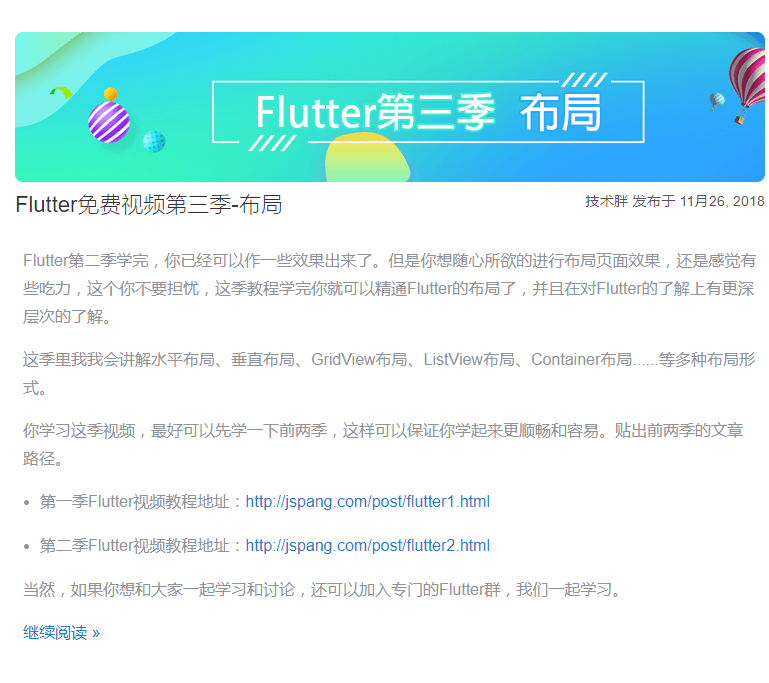 Flutter第三季 布局
Flutter免费视频第三季-布局
技术胖 发布于 11月26, 2018
Flutter第二季学完，你已经可以作一些效果出来了。但是你想随心所欲的进行布局页面效果，还是感觉有
些吃力，这个你不要担忧，这季教程学完你就可以精通Flutter的布局了，并且在对Flutter的了解上有更深
层次的了解。
这季里我我会讲解水平布局、垂直布局、GridView布局、ListView布局、Container布局......等多种布局形
式。
你学习这季视频，最好可以先学一下前两季，这样可以保证你学起来更顺畅和容易。贴出前两季的文章
路径。
• 第一季Flutter视频教程地址：http://jspang.com/post/flutter1.html
• 第二季Flutter视频教程地址：http://jspang.com/post/flutter2.html
当然，如果你想和大家一起学习和讨论，还可以加入专门的Flutter群，我们一起学习。
继续阅读 »